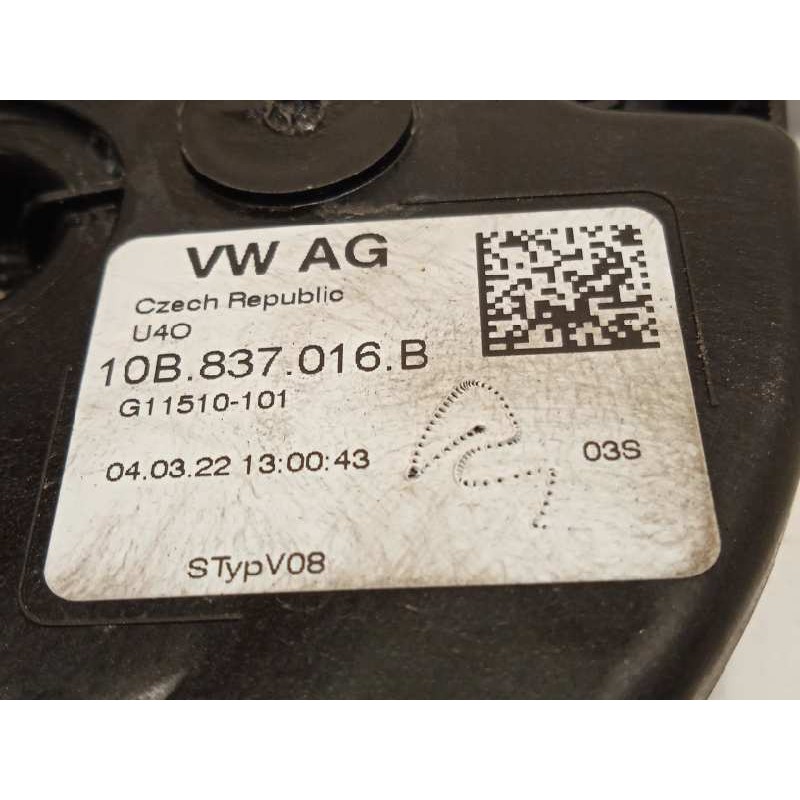 VW AG
Czech Republic
U4O
10B.837.016.B
G11510-101
04.03.22 13:00:43
03S
STypV08